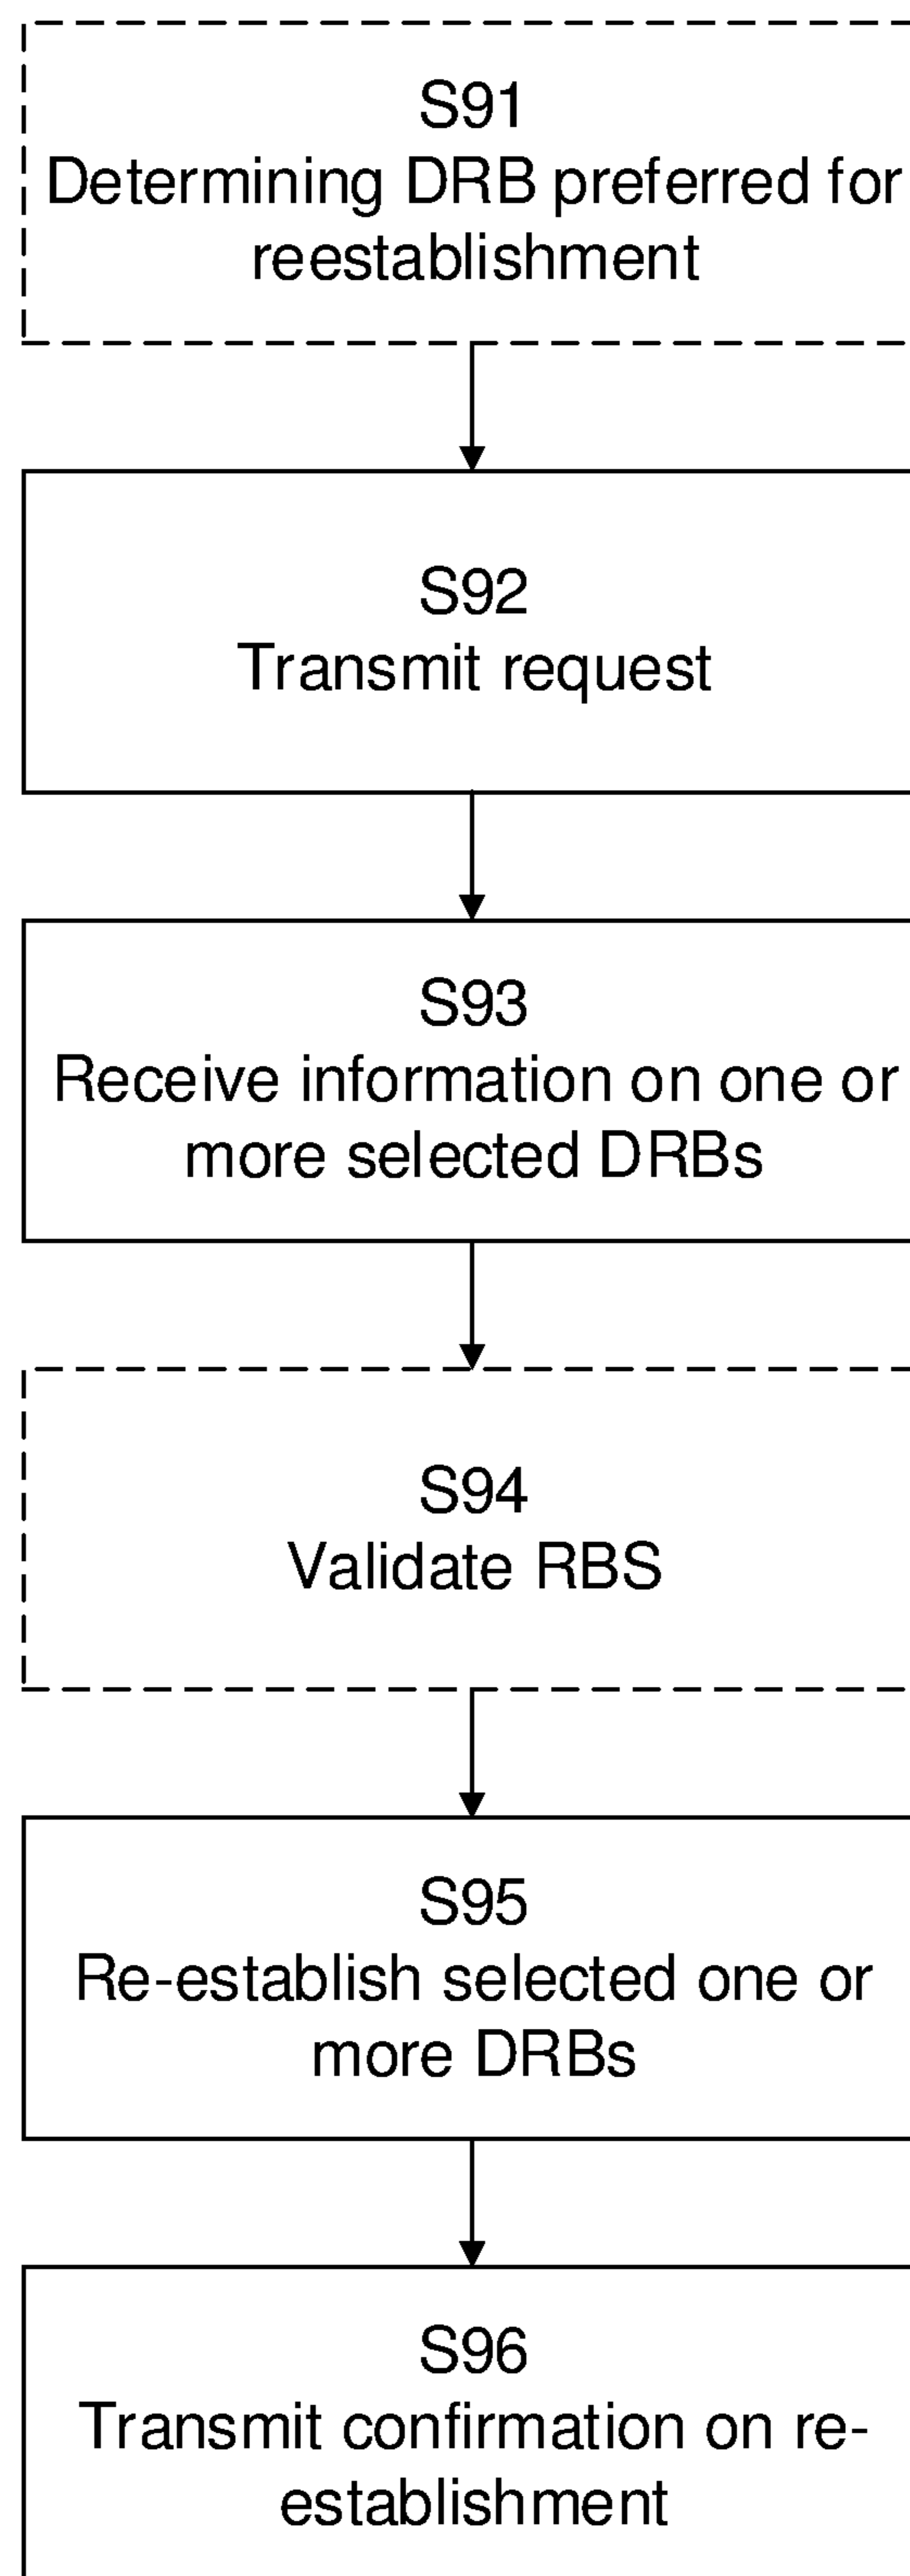 S91
Determining DRB preferred for
reestablishment
S92
Transmit request
S93
Receive information on one or
more selected DRBs
S94
Validate RBS
S95
Re-establish selected one or
more DRBs
S96
Transmit confirmation on re-
establishment